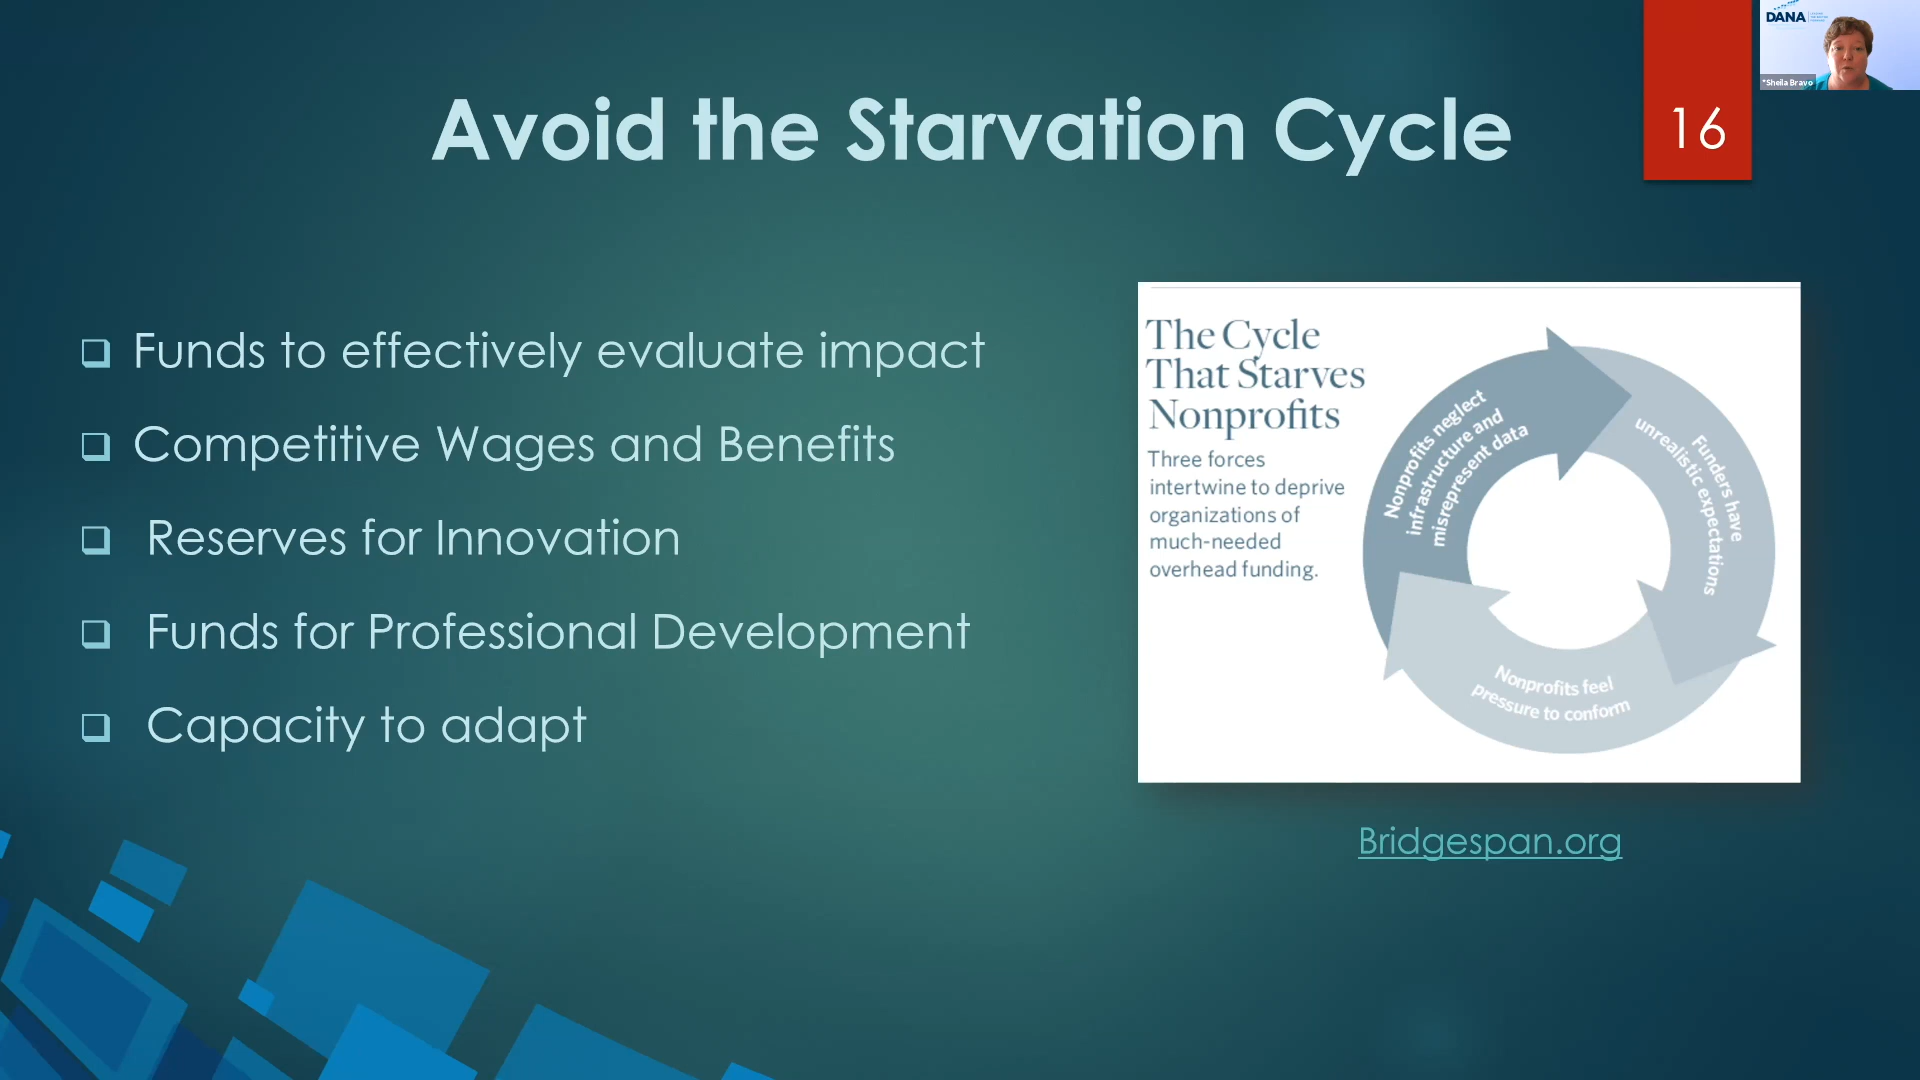 DANA
*Sheila Bravo
16
Avoid the Starvation Cycle
Funds to effectively evaluate impact
Competitive Wages and Benefits
Reserves for Innovation
Funds for Professional Development
Capacity to adapt
The Cycle
That Starves
Nonprofits
Three forces
intertwine to deprive
organizations of
much-needed
overhead funding.
Nonprofits neglect
infrastructure and
misrepresent data
Funders have
unrealistic expectations
Nonprofits feel
pressure to conform
Bridgespan.org